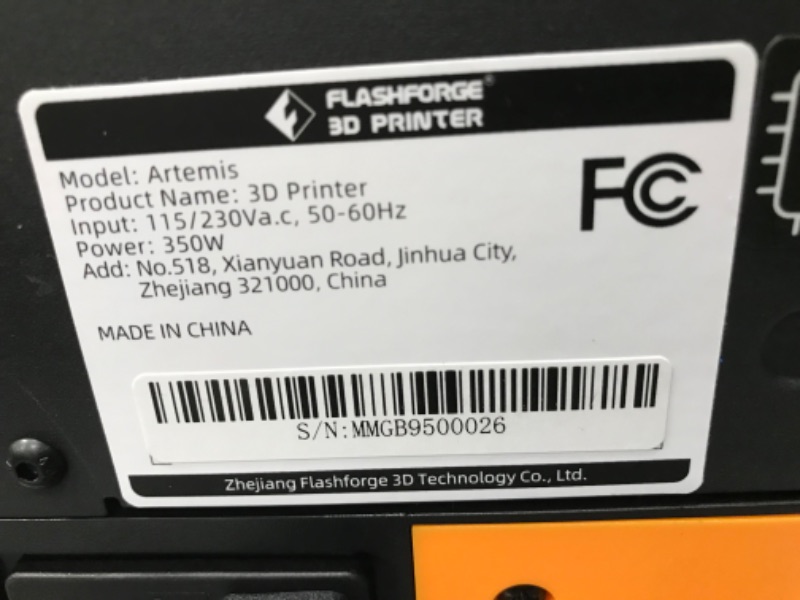 FLASHFORGE®
3D PRINTER
Model: Artemis
Product Name: 3D Printer
Input: 115/230Va.c, 50-60Hz
Power: 350W
Add: No.518, Xianyuan Road, Jinhua City,
Zhejiang 321000, China
FC
MADE IN CHINA
S/N:MMGB9500026
Zhejiang Flashforge 3D Technology Co., Ltd.